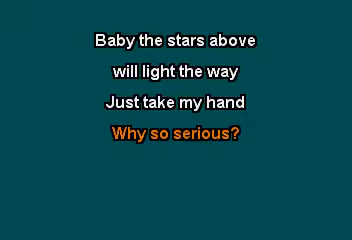 Baby the stars above
will light the way
Just take my hand
Why so serious?